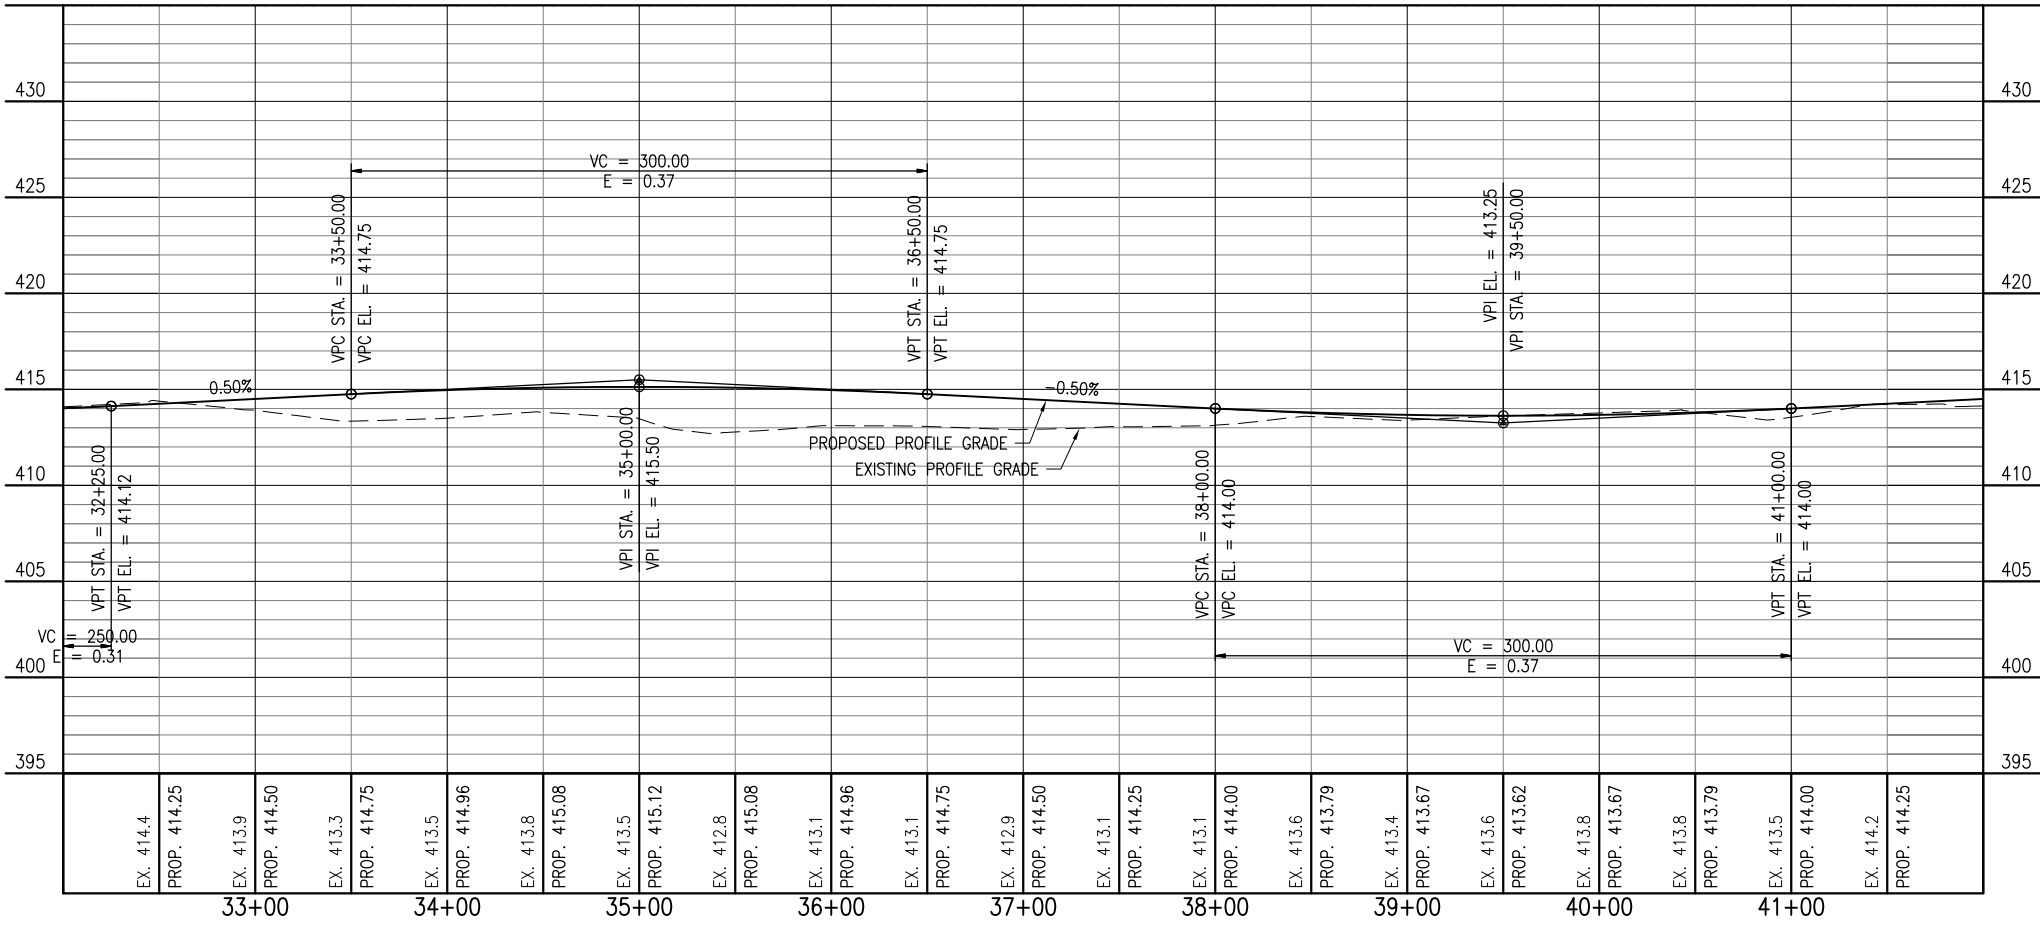 430
430
VC = 300.00
E = 0.37
425
425
VPC STA. = 33+50.00
VPC EL. = 414.75
VPT STA. = 36+50.00
VPT EL. = 414.75
VPI EL. = 413.25
VPI STA. = 39+50.00
420
420
415
0.50%
-0.50%
415
PROPOSED PROFILE GRADE
EXISTING PROFILE GRADE
VPT STA. = 32+25.00
VPT EL. = 414.12
VPI STA. = 35+00.00
VPI EL. = 415.50
VPC STA. = 38+00.00
VPC EL. = 414.00
VPT STA. = 41+00.00
VPT EL. = 414.00
410
410
405
405
VC = 250.00
E = 0.31
VC = 300.00
E = 0.37
400
400
395
395
EX. 414.4
PROP. 414.25
EX. 413.9
PROP. 414.50
EX. 413.3
PROP. 414.75
EX. 413.5
PROP. 414.96
EX. 413.8
PROP. 415.08
EX. 413.5
PROP. 415.12
EX. 412.8
PROP. 415.08
EX. 413.1
PROP. 414.96
EX. 413.1
PROP. 414.75
EX. 412.9
PROP. 414.50
EX. 413.1
PROP. 414.25
EX. 413.1
PROP. 414.00
EX. 413.6
PROP. 413.79
EX. 413.4
PROP. 413.67
EX. 413.6
PROP. 413.62
EX. 413.8
PROP. 413.67
EX. 413.8
PROP. 413.79
EX. 413.5
PROP. 414.00
EX. 414.2
PROP. 414.25
33+00
34+00
35+00
36+00
37+00
38+00
39+00
40+00
41+00